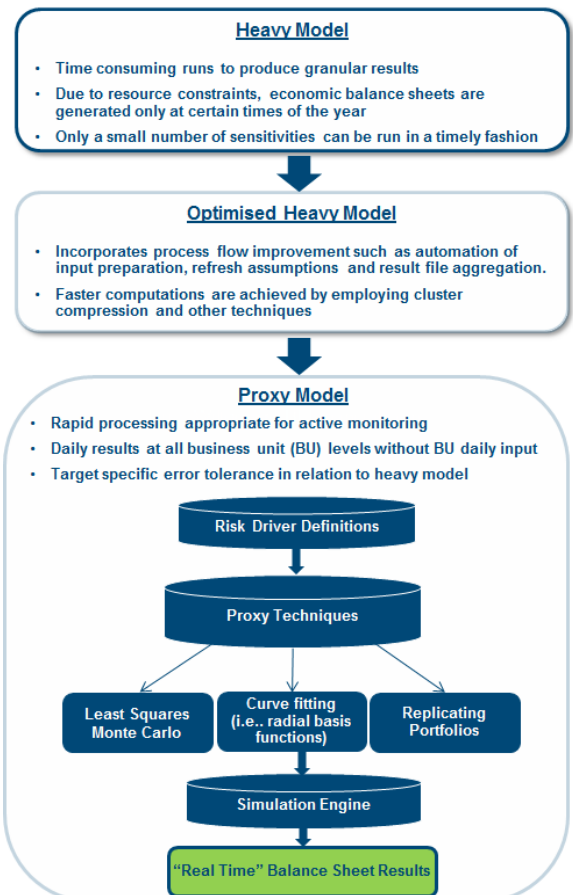 Heavy Model
• Time consuming runs to produce granular results
• Due to resource constraints, economic balance sheets are
generated only at certain times of the year
• Only a small number of sensitivities can be run in a timely fashion
Optimised Heavy Model
• Incorporates process flow improvement such as automation of
input preparation, refresh assumptions and result file aggregation.
• Faster computations are achieved by employing cluster
compression and other techniques
Proxy Model
• Rapid processing appropriate for active monitoring
• Daily results at all business unit (BU) levels without BU daily input
• Target specific error tolerance in relation to heavy model
Risk Driver Definitions
Proxy Techniques
Least Squares
Monte Carlo
Curve fitting
(i.e.. radial basis
functions)
Replicating
Portfolios
Simulation Engine
“Real Time” Balance Sheet Results